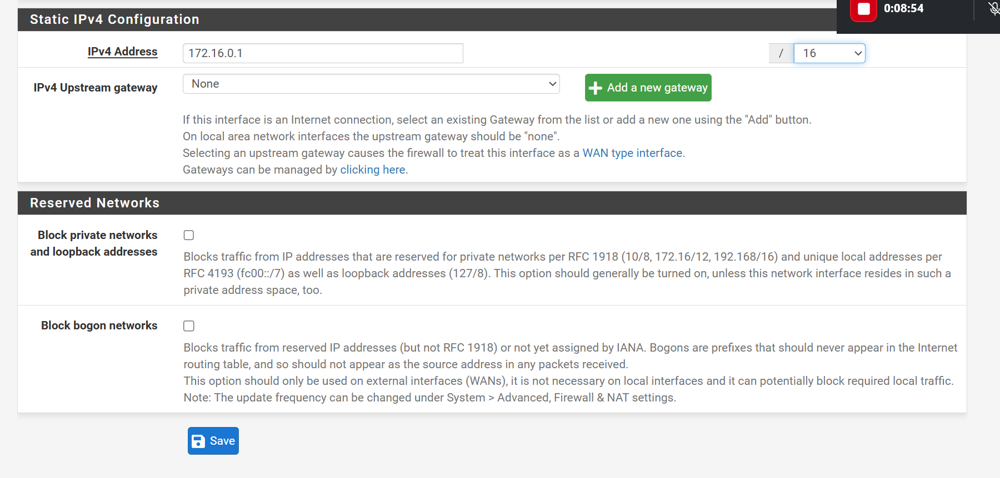 0:08:54
Static IPv4 Configuration
IPv4 Address
172.16.0.1
/
16
IPv4 Upstream gateway
None
Add a new gateway
If this interface is an Internet connection, select an existing Gateway from the list or add a new one using the "Add" button.
On local area network interfaces the upstream gateway should be "none".
Selecting an upstream gateway causes the firewall to treat this interface as a WAN type interface.
Gateways can be managed by clicking here.
Reserved Networks
Block private networks
and loopback addresses
Blocks traffic from IP addresses that are reserved for private networks per RFC 1918 (10/8, 172.16/12, 192.168/16) and unique local addresses per
RFC 4193 (fc00::/7) as well as loopback addresses (127/8). This option should generally be turned on, unless this network interface resides in such a
private address space, too.
Block bogon networks
Blocks traffic from reserved IP addresses (but not RFC 1918) or not yet assigned by IANA. Bogons are prefixes that should never appear in the Internet
routing table, and so should not appear as the source address in any packets received.
This option should only be used on external interfaces (WANs), it is not necessary on local interfaces and it can potentially block required local traffic.
Note: The update frequency can be changed under System > Advanced, Firewall & NAT settings.
Save